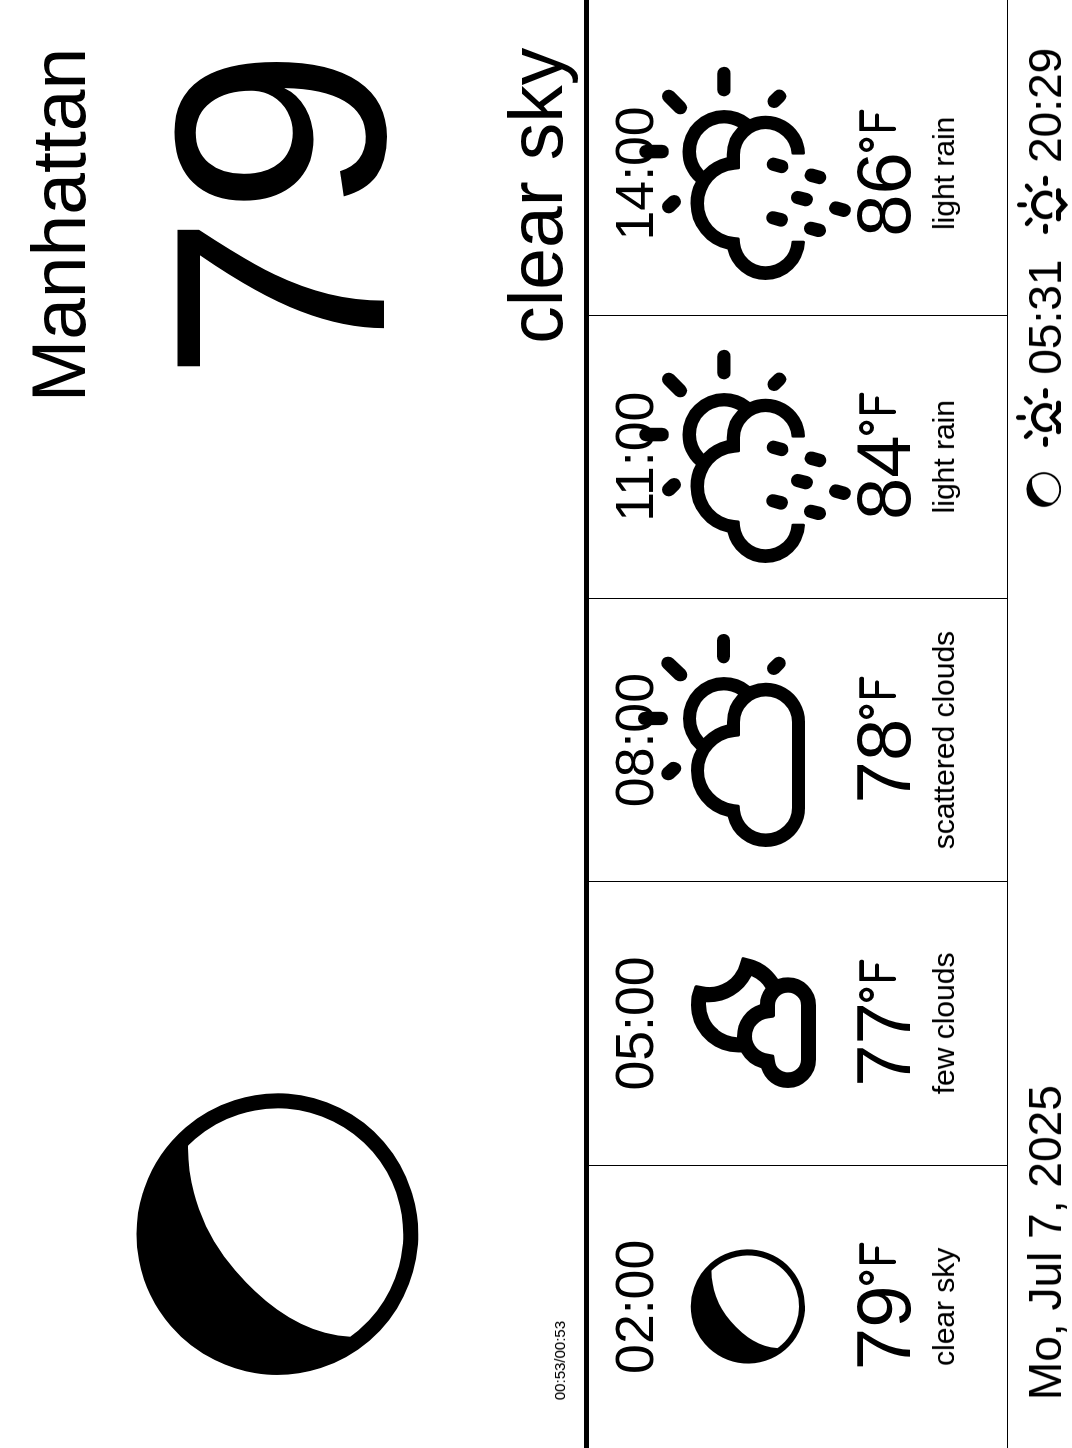 Manhattan
79
clear sky
00:53/00:53
02:00
79°F
clear sky
05:00
77°F
few clouds
08:00
78°F
scattered clouds
11:00
84°F
light rain
14:00
86°F
light rain
Mo, Jul 7, 2025
05:31
20:29